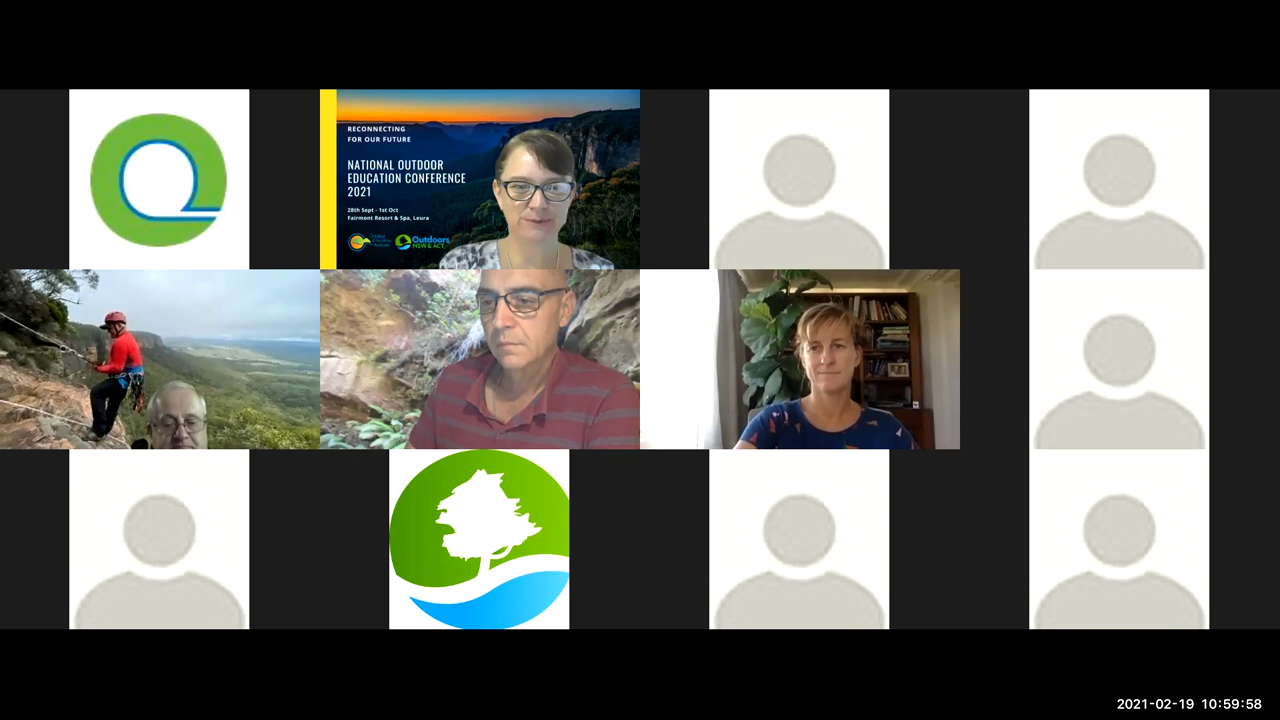 RECONNECTING
FOR OUR FUTURE
NATIONAL OUTDOOR
EDUCATION CONFERENCE
2021
28th Sept - 1st Oct
Fairmont Resort & Spa, Leura
Outdoors
NSW & ACT
2021-02-19 10:59:58